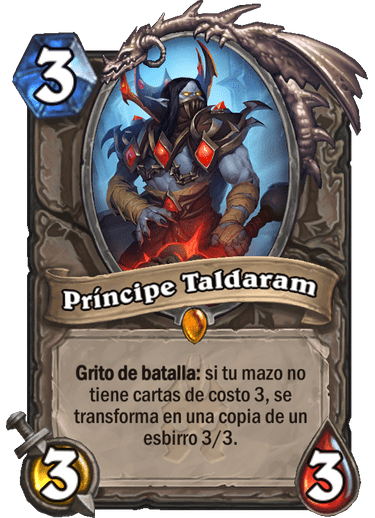 3
Príncipe Taldaram
Grito de batalla: si tu mazo no
tiene cartas de costo 3, se
transforma en una copia de un
esbirro 3/3.
3
3